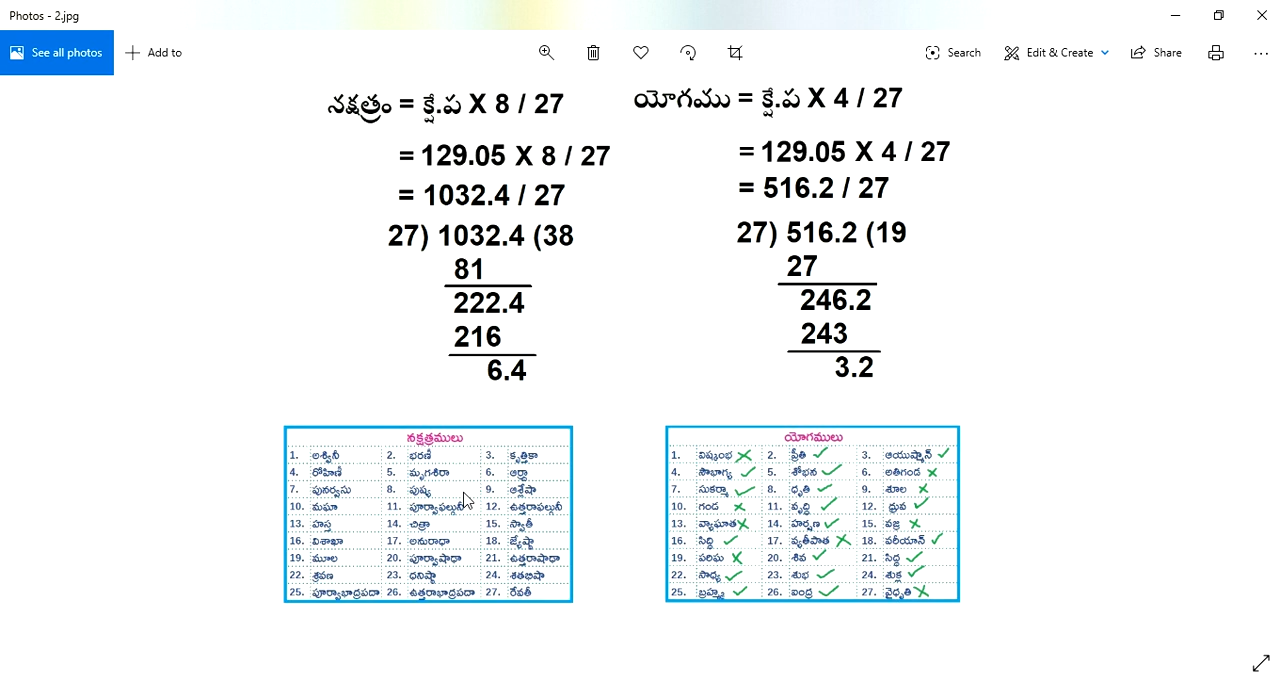 Photos - 2.jpg
See all photos
Add to
Search
Edit & Create
Share
నక్షత్రం = క్షే.ప X 8 / 27
= 129.05 X 8 / 27
= 1032.4 / 27
27) 1032.4 (38
81
222.4
216
6.4
యోగము = క్షే.ప X 4 / 27
= 129.05 X 4 / 27
= 516.2 / 27
27) 516.2 (19
27
246.2
243
3.2
నక్షత్రములు
1. అశ్వినీ 2. భరణి 3. కృత్తికా
4. రోహిణి 5. మృగశిరా 6. ఆర్ద్రా
7. పునర్వసు 8. పుష్య 9. ఆశ్లేషా
10. మఘా 11. పూర్వాఫల్గునీ 12. ఉత్తరాఫల్గునీ
13. హస్త 14. చిత్రా 15. స్వాతీ
16. విశాఖా 17. అనురాధా 18. జ్యేష్ఠా
19. మూల 20. పూర్వాషాఢా 21. ఉత్తరాషాఢా
22. శ్రవణ 23. ధనిష్ఠా 24. శతభిషా
25. పూర్వాభాద్రపదా 26. ఉత్తరాభాద్రపదా 27. రేవతీ
యోగములు
1. విష్కంభ 2. ప్రీతి 3. ఆయుష్మాన్
4. సౌభాగ్య 5. శోభన 6. అతిగండ
7. సుకర్మా 8. ధృతి 9. శూల
10. గండ 11. వృద్ధి 12. ధ్రువ
13. వ్యాఘాత 14. హర్షణ 15. వజ్ర
16. సిద్ధి 17. వ్యతీపాత 18. వరీయాన్
19. పరిఘ 20. శివ 21. సిద్ధ
22. సాధ్య 23. శుభ 24. శుక్ల
25. బ్రహ్మ 26. ఐంద్ర 27. వైధృతి